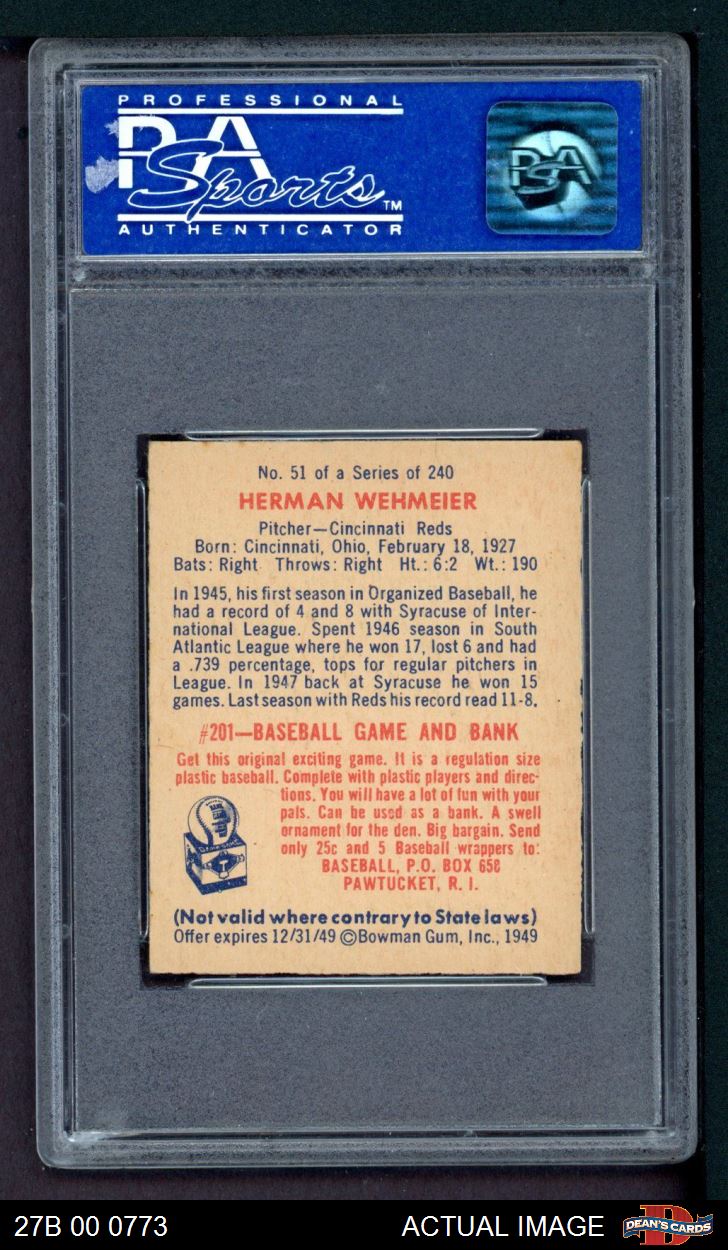 PROFESSIONAL
PSA
Sports™
AUTHENTICATOR
PSA
No. 51 of a Series of 240
HERMAN WEHMEIER
Pitcher—Cincinnati Reds
Born: Cincinnati, Ohio, February 18, 1927
Bats: Right Throws: Right Ht.: 6:2 Wt.: 190
In 1945, his first season in Organized Baseball, he
had a record of 4 and 8 with Syracuse of Inter-
national League. Spent 1946 season in South
Atlantic League where he won 17, lost 6 and had
a .739 percentage, tops for regular pitchers in
League. In 1947 back at Syracuse he won 15
games. Last season with Reds his record read 11-8.
#201—BASEBALL GAME AND BANK
Get this original exciting game. It is a regulation size
plastic baseball. Complete with plastic players and direc-
tions. You will have a lot of fun with your
pals. Can be used as a bank. A swell
ornament for the den. Big bargain. Send
only 25c and 5 Baseball wrappers to:
BASEBALL, P.O. BOX 658
PAWTUCKET, R. I.
(Not valid where contrary to State laws)
Offer expires 12/31/49 ©Bowman Gum, Inc., 1949
27B 00 0773
ACTUAL IMAGE
DEAN'S CARDS